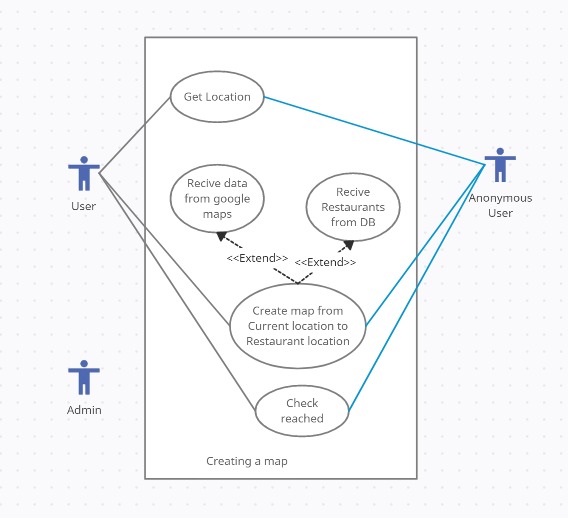 Get Location
User
Anonymous
User
Recive data
from google
maps
Recive
Restaurants
from DB
<<Extend>>
<<Extend>>
Create map from
Current location to
Restaurant location
Admin
Check
reached
Creating a map